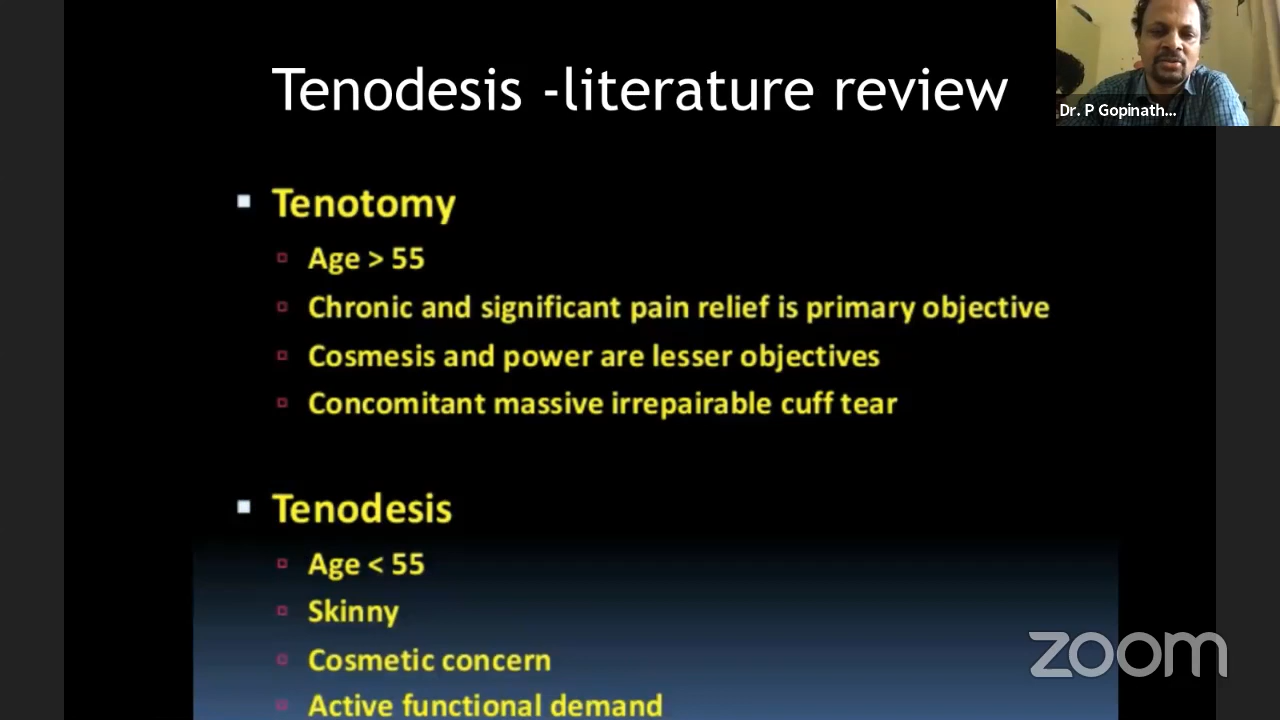 Tenodesis -literature review
Dr. P Gopinath...
Tenotomy
Age > 55
Chronic and significant pain relief is primary objective
Cosmesis and power are lesser objectives
Concomitant massive irrepairable cuff tear
Tenodesis
Age < 55
Skinny
Cosmetic concern
Active functional demand
zoom